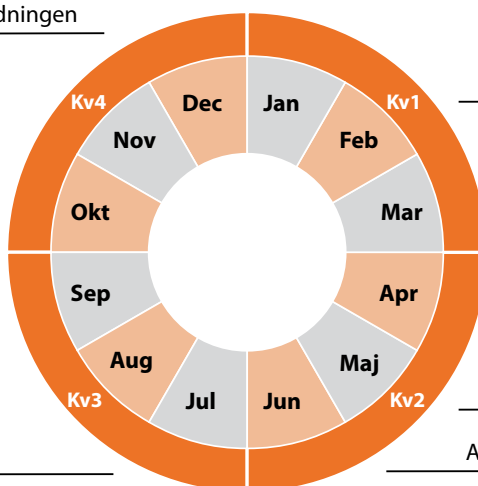 dningen
Dec
Jan
Kv4
Kv1
Nov
Feb
Okt
Mar
Sep
Apr
Aug
Maj
Kv3
Jul
Jun
Kv2
A